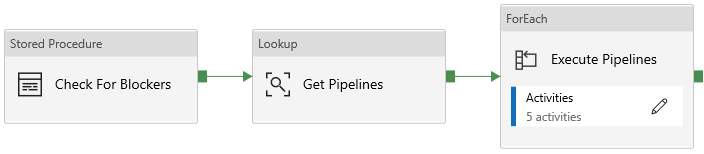 Stored Procedure
Check For Blockers
Lookup
Get Pipelines
ForEach
Execute Pipelines
Activities
5 activities